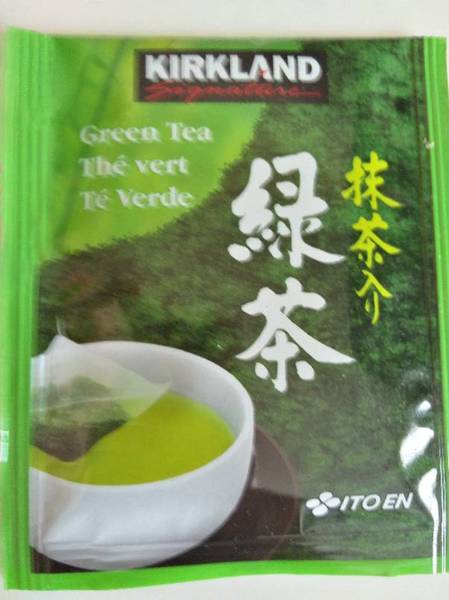 KIRKLAND
Signature
Green Tea
Thé vert
Té Verde
抹茶入り
緑茶
ITO EN